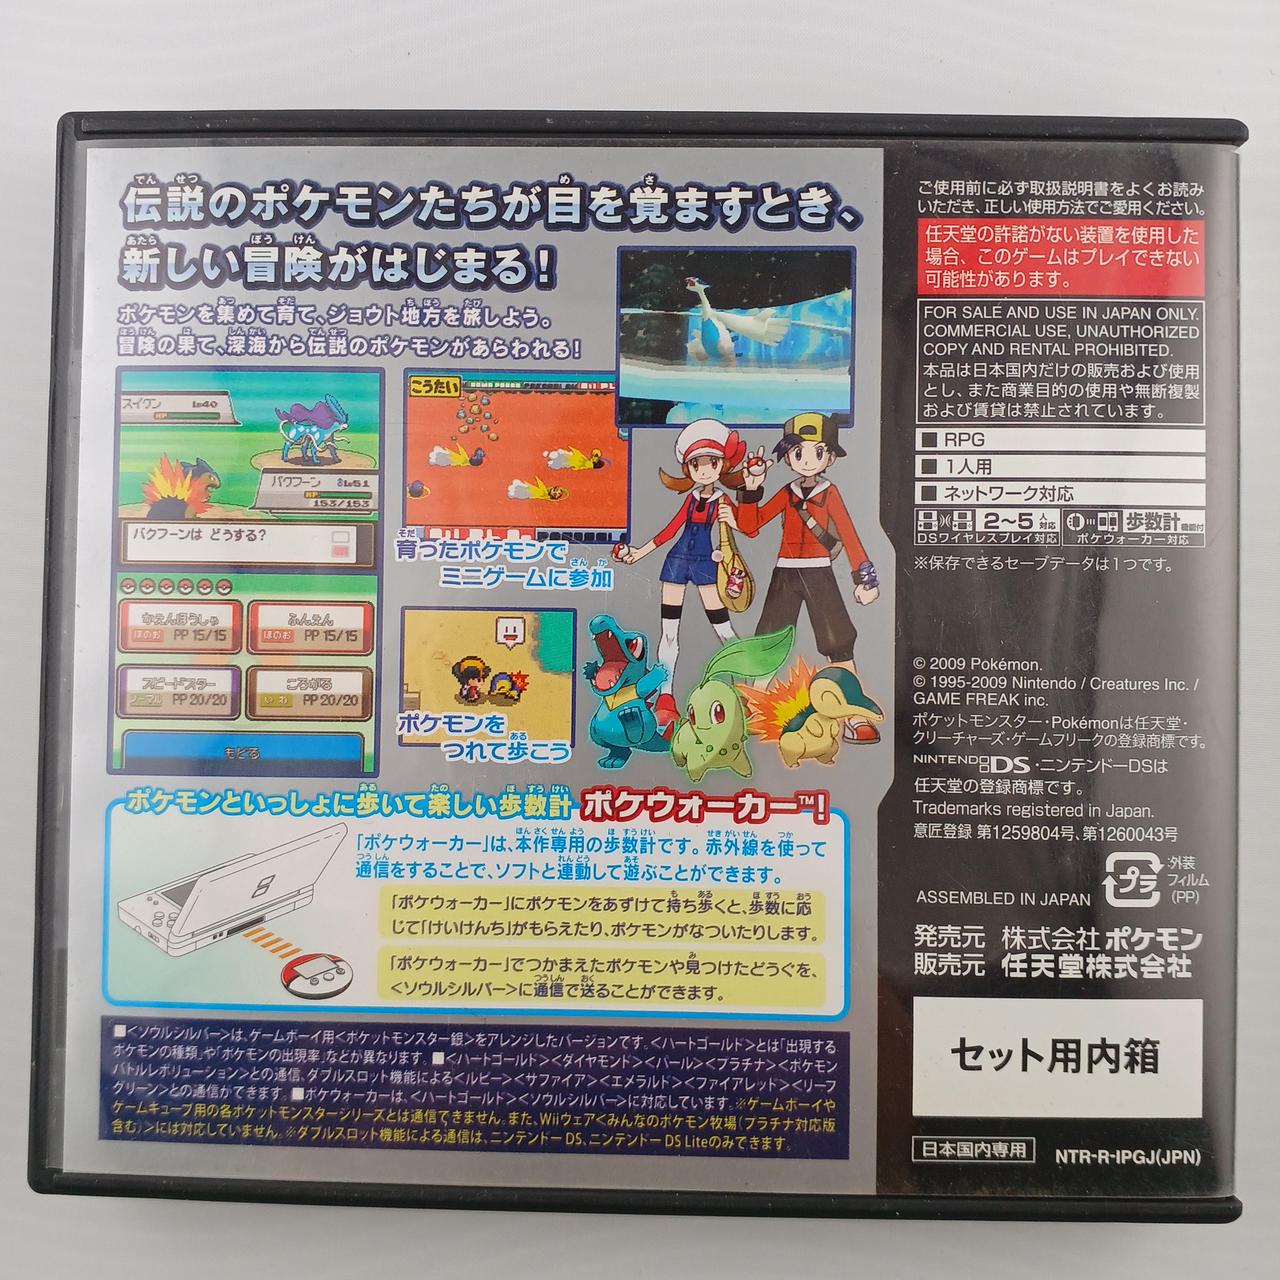 伝説のポケモンたちが目を覚ますとき、
新しい冒険がはじまる！
ポケモンを集めて育て、ジョウト地方を旅しよう。
冒険の果て、深海から伝説のポケモンがあらわれる！
スイクン Lv40
HP
バクフーン ♂Lv51
HP
153/153
バクフーンは どうする？
かえんほうしゃ
ほのお PP 15/15
ふんえん
ほのお PP 15/15
スピードスター
ノーマル PP 20/20
ころがる
いわ PP 20/20
もどる
こうたい
育ったポケモンで
ミニゲームに参加
ポケモンを
つれて歩こう
ポケモンといっしょに歩いて楽しい歩数計 ポケウォーカー™！
「ポケウォーカー」は、本作専用の歩数計です。赤外線を使って
通信をすることで、ソフトと連動して遊ぶことができます。
「ポケウォーカー」にポケモンをあずけて持ち歩くと、歩数に応
じて「けいけんち」がもらえたり、ポケモンがなついたりします。
「ポケウォーカー」でつかまえたポケモンや見つけたどうぐを、
<ソウルシルバー>に通信で送ることができます。
■<ソウルシルバー>は、ゲームボーイ用<ポケットモンスター銀>をアレンジしたバージョンです。<ハートゴールド>とは「出現する
ポケモンの種類」や「ポケモンの出現率」などが異なります。■<ハートゴールド><ダイヤモンド><パール><プラチナ><ポケモン
バトルレボリューション>との通信、ダブルスロット機能による<ルビー><サファイア><エメラルド><ファイアレッド><リーフ
グリーン>との通信ができます。■ポケウォーカーは、<ハートゴールド><ソウルシルバー>に対応しています。※ゲームボーイや
ゲームキューブ用の各ポケットモンスターシリーズとは通信できません。また、Wiiウェア<みんなのポケモン牧場（プラチナ対応版
含む）>には対応していません。※ダブルスロット機能による通信は、ニンテンドーDS、ニンテンドーDS Liteのみできます。
ご使用前に必ず取扱説明書をよくお読み
いただき、正しい使用方法でご愛用ください。
任天堂の許諾がない装置を使用した
場合、このゲームはプレイできない
可能性があります。
FOR SALE AND USE IN JAPAN ONLY.
COMMERCIAL USE, UNAUTHORIZED
COPY AND RENTAL PROHIBITED.
本品は日本国内だけの販売および使用
とし、また商業目的の使用や無断複製
および賃貸は禁止されています。
■ RPG
■ 1人用
■ ネットワーク対応
2〜5人対応
DSワイヤレスプレイ対応
歩数計機能付
ポケウォーカー対応
※保存できるセーブデータは1つです。
© 2009 Pokémon.
© 1995-2009 Nintendo / Creatures Inc. /
GAME FREAK inc.
ポケットモンスター・Pokémonは任天堂・
クリーチャーズ・ゲームフリークの登録商標です。
NINTENDO DS・ニンテンドーDSは
任天堂の登録商標です。
Trademarks registered in Japan.
意匠登録 第1259804号、第1260043号
プラ
:外装
フィルム
(PP)
ASSEMBLED IN JAPAN
発売元 株式会社ポケモン
販売元 任天堂株式会社
セット用内箱
日本国内専用
NTR-R-IPGJ(JPN)